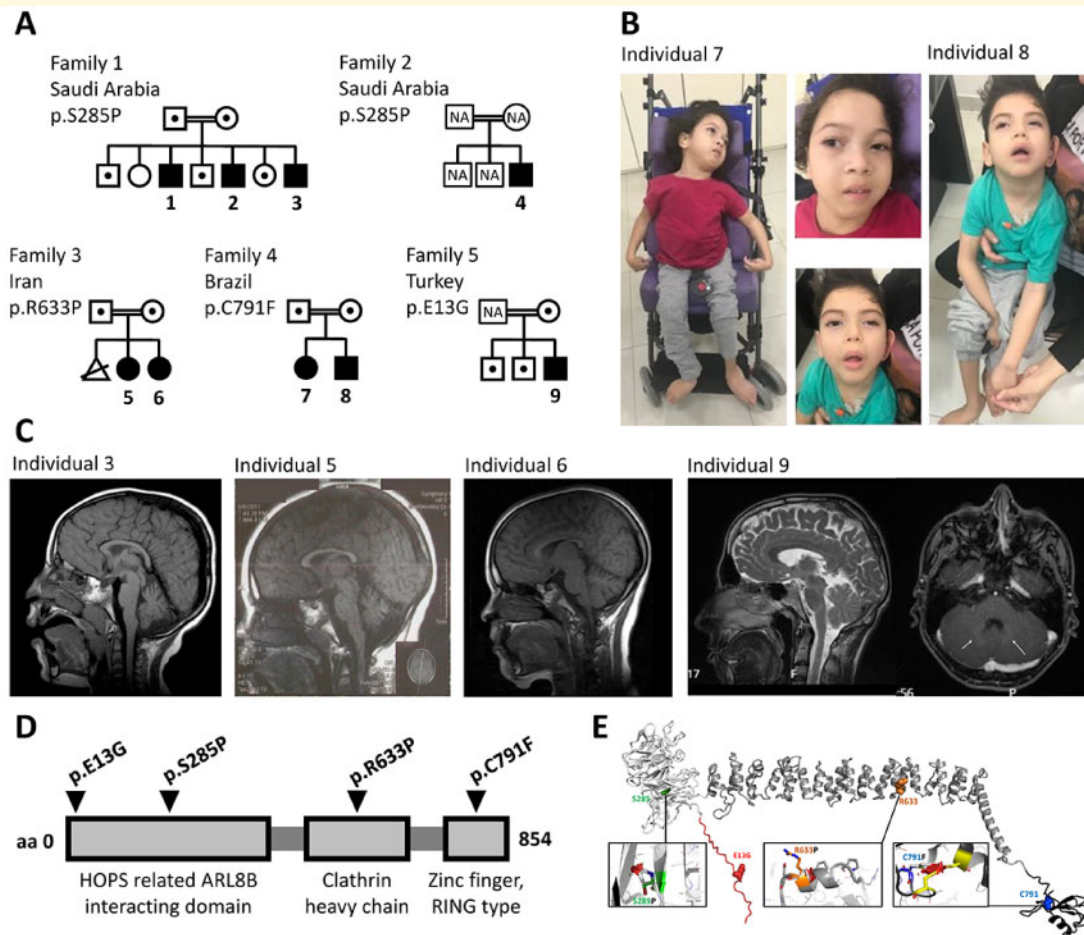 A
Family 1
Saudi Arabia
p.S285P
1
2
3
Family 2
Saudi Arabia
p.S285P
NA
NA
NA
NA
4
Family 3
Iran
p.R633P
5
6
Family 4
Brazil
p.C791F
7
8
Family 5
Turkey
p.E13G
NA
9
B
Individual 7
Individual 8
C
Individual 3
Individual 5
Individual 6
Individual 9
17
F
-56
P
D
p.E13G
p.S285P
p.R633P
p.C791F
aa 0
854
HOPS related ARL8B
interacting domain
Clathrin
heavy chain
Zinc finger,
RING type
E
S285
R633
E13G
S285P
R633P
C791F
C791